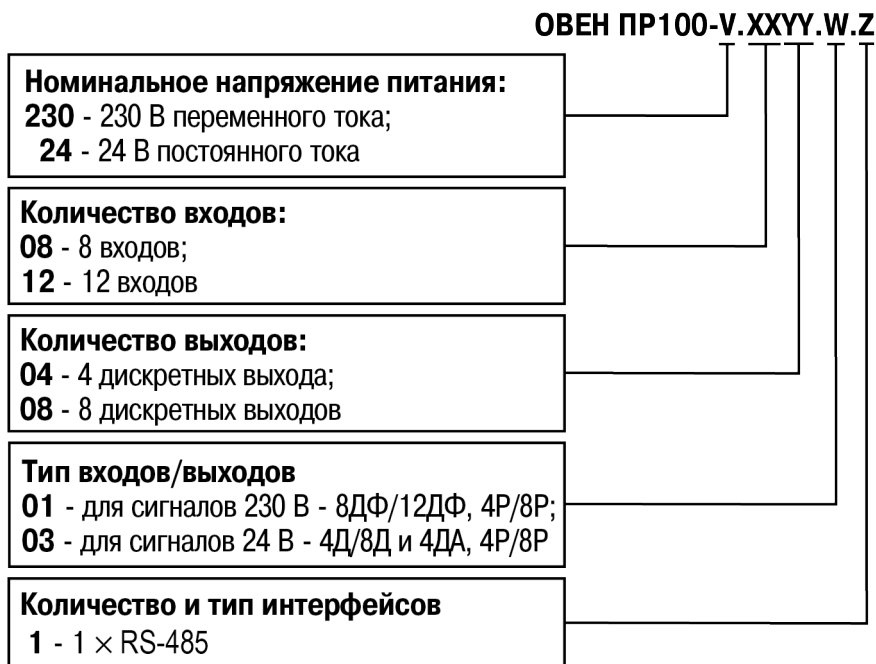 ОВЕН ПР100-V.XXYY.W.Z
Номинальное напряжение питания:
230 - 230 В переменного тока;
24 - 24 В постоянного тока
Количество входов:
08 - 8 входов;
12 - 12 входов
Количество выходов:
04 - 4 дискретных выхода;
08 - 8 дискретных выходов
Тип входов/выходов
01 - для сигналов 230 В - 8ДФ/12ДФ, 4Р/8Р;
03 - для сигналов 24 В - 4Д/8Д и 4ДА, 4Р/8Р
Количество и тип интерфейсов
1 - 1 × RS-485